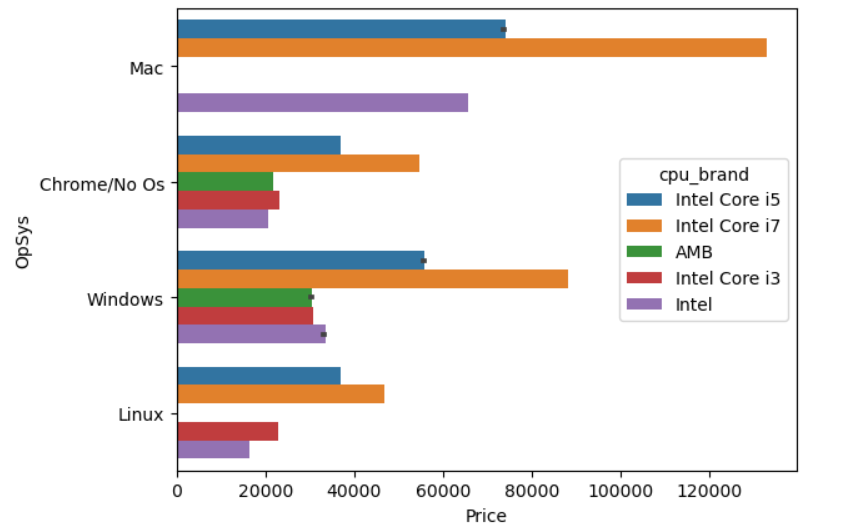 OpSys
Mac
Chrome/No Os
Windows
Linux
cpu_brand
Intel Core i5
Intel Core i7
AMB
Intel Core i3
Intel
0 20000 40000 60000 80000 100000 120000
Price